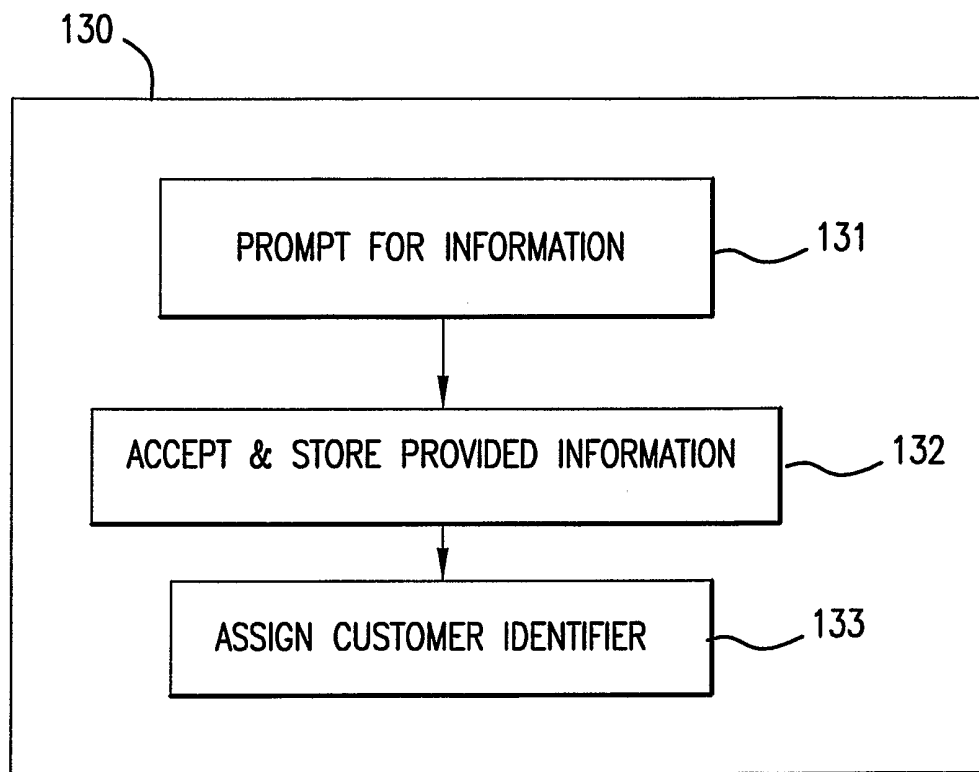 130
PROMPT FOR INFORMATION
131
ACCEPT & STORE PROVIDED INFORMATION
132
ASSIGN CUSTOMER IDENTIFIER
133